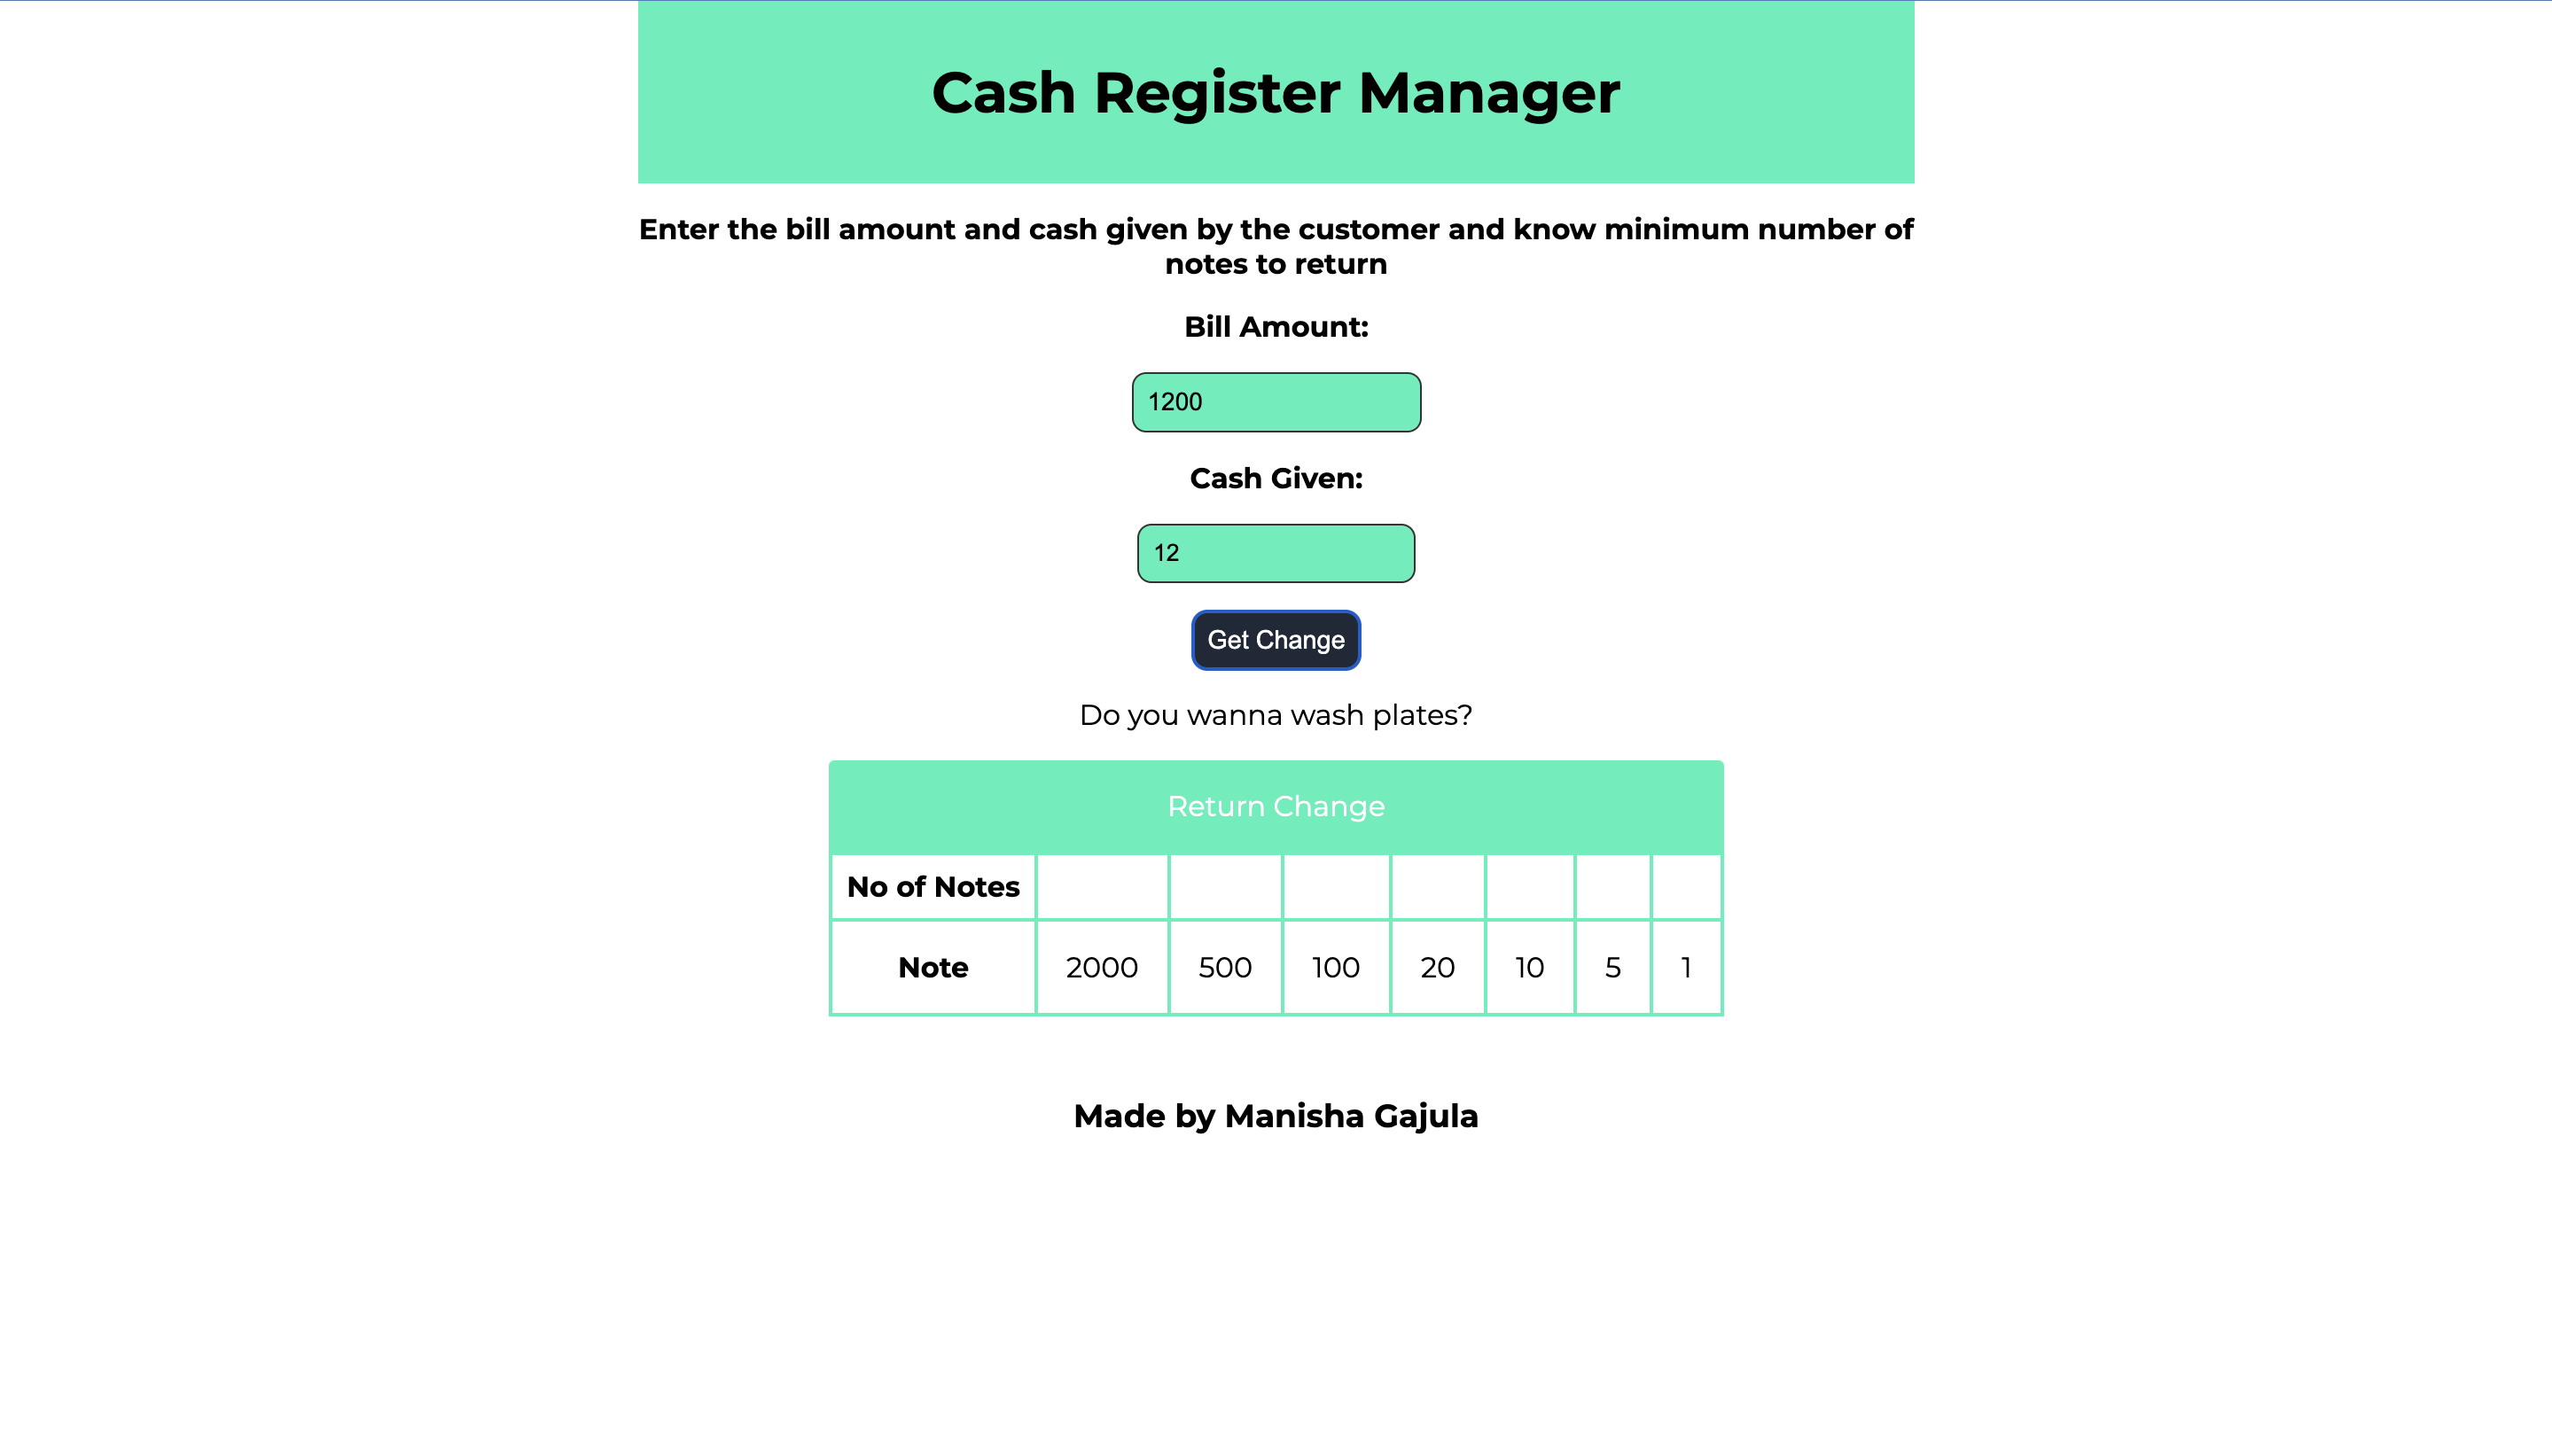 Cash Register Manager
Enter the bill amount and cash given by the customer and know minimum number of
notes to return
Bill Amount:
1200
Cash Given:
12
Get Change
Do you wanna wash plates?
Return Change
No of Notes
Note 2000 500 100 20 10 5 1
Made by Manisha Gajula